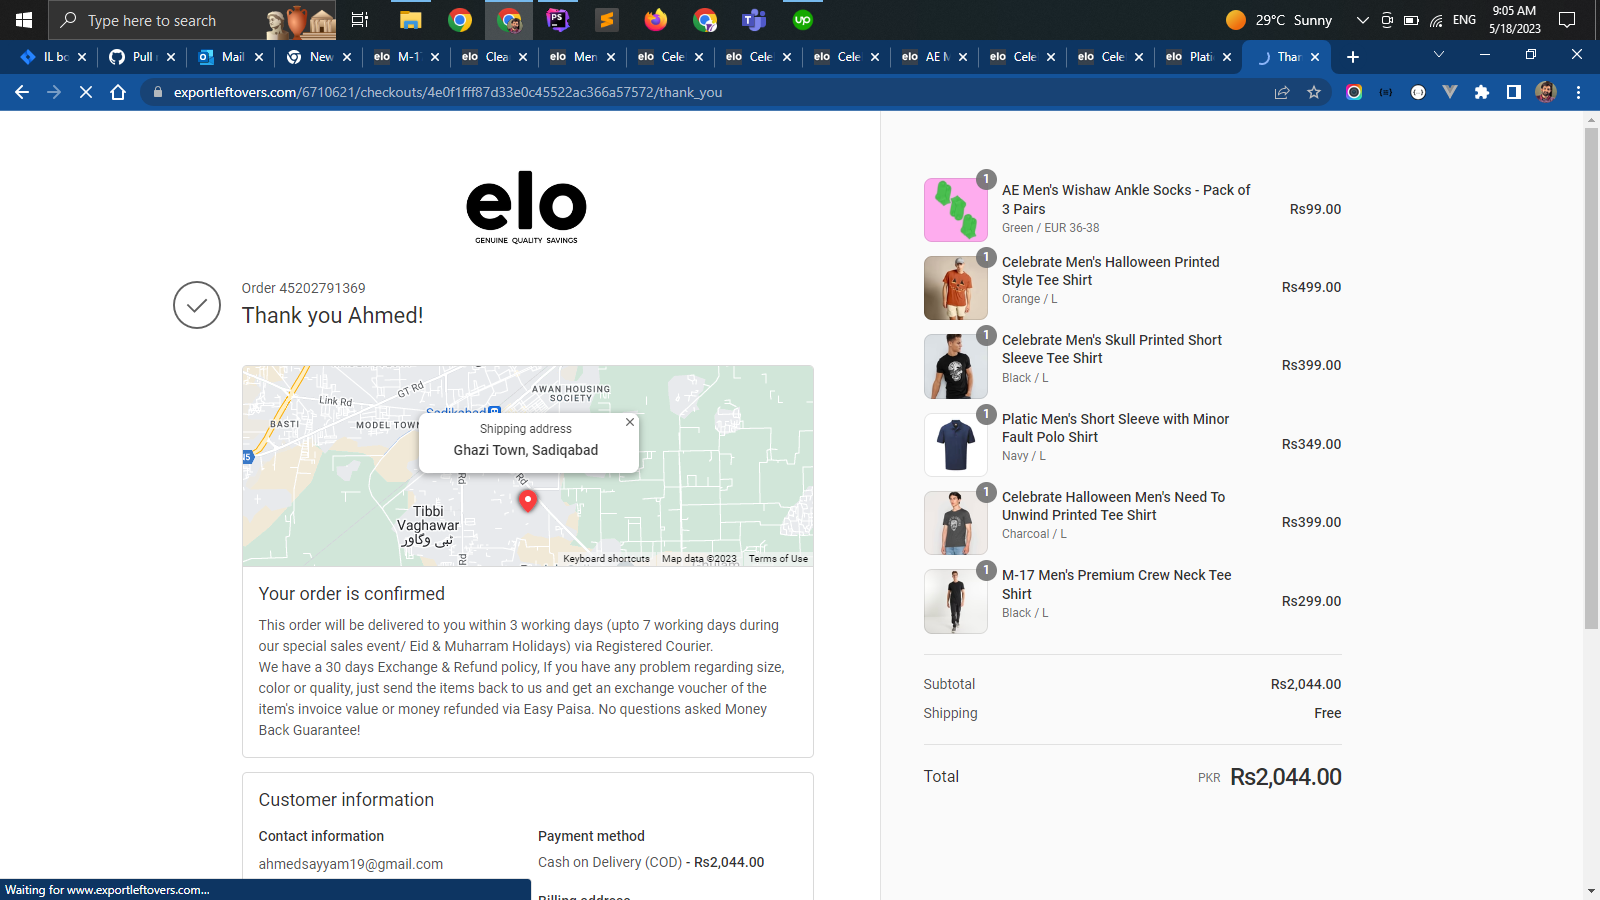 Type here to search
29°C Sunny
ENG
9:05 AM
5/18/2023
IL bo
Pull
Mail
New
elo M-1
elo Clea
elo Men
elo Cele
elo Cele
elo Cele
elo AE M
elo Cele
elo Cele
elo Plati
Than
exportleftovers.com/6710621/checkouts/4e0f1fff87d33e0c45522ac366a57572/thank_you
elo
GENUINE QUALITY SAVINGS
Order 45202791369
Thank you Ahmed!
Link Rd
GT Rd
AWAN HOUSING
SOCIETY
Sadikabad
BASTI
MODEL TOWN
N5
Shipping address
Ghazi Town, Sadiqabad
Rd
Rd
Tibbi
Vaghawar
ٹبی وگاور
Rd
Keyboard shortcuts
Map data ©2023
Terms of Use
Your order is confirmed
This order will be delivered to you within 3 working days (upto 7 working days during
our special sales event/ Eid & Muharram Holidays) via Registered Courier.
We have a 30 days Exchange & Refund policy, If you have any problem regarding size,
color or quality, just send the items back to us and get an exchange voucher of the
item's invoice value or money refunded via Easy Paisa. No questions asked Money
Back Guarantee!
Customer information
Contact information
ahmedsayyam19@gmail.com
Payment method
Cash on Delivery (COD) - Rs2,044.00
Billing address
Waiting for www.exportleftovers.com...
1
AE Men's Wishaw Ankle Socks - Pack of
3 Pairs
Green / EUR 36-38
Rs99.00
1
Celebrate Men's Halloween Printed
Style Tee Shirt
Orange / L
Rs499.00
1
Celebrate Men's Skull Printed Short
Sleeve Tee Shirt
Black / L
Rs399.00
1
Platic Men's Short Sleeve with Minor
Fault Polo Shirt
Navy / L
Rs349.00
1
Celebrate Halloween Men's Need To
Unwind Printed Tee Shirt
Charcoal / L
Rs399.00
1
M-17 Men's Premium Crew Neck Tee
Shirt
Black / L
Rs299.00
Subtotal
Rs2,044.00
Shipping
Free
Total
PKR Rs2,044.00